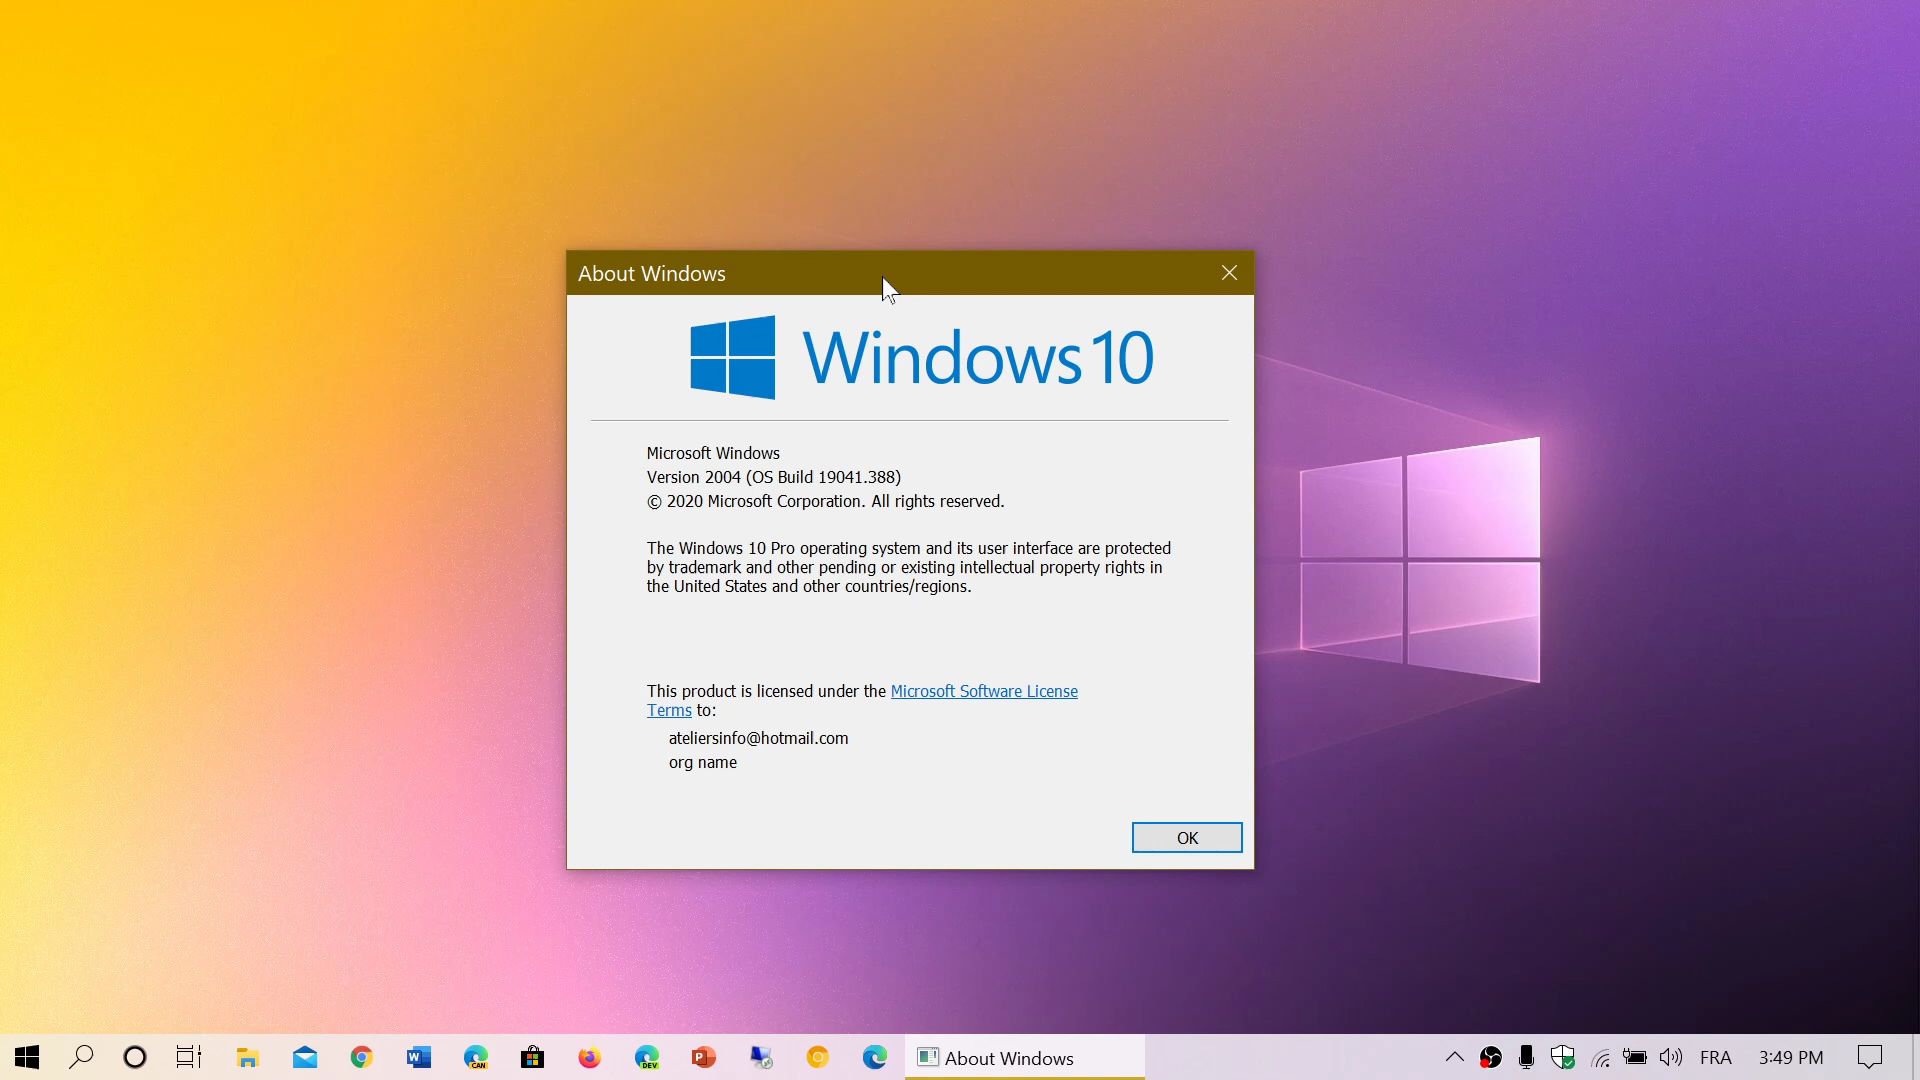 About Windows
Windows 10
Microsoft Windows
Version 2004 (OS Build 19041.388)
© 2020 Microsoft Corporation. All rights reserved.
The Windows 10 Pro operating system and its user interface are protected
by trademark and other pending or existing intellectual property rights in
the United States and other countries/regions.
This product is licensed under the Microsoft Software License
Terms to:
ateliersinfo@hotmail.com
org name
OK
W
CAN
DEV
P
About Windows
FRA
3:49 PM